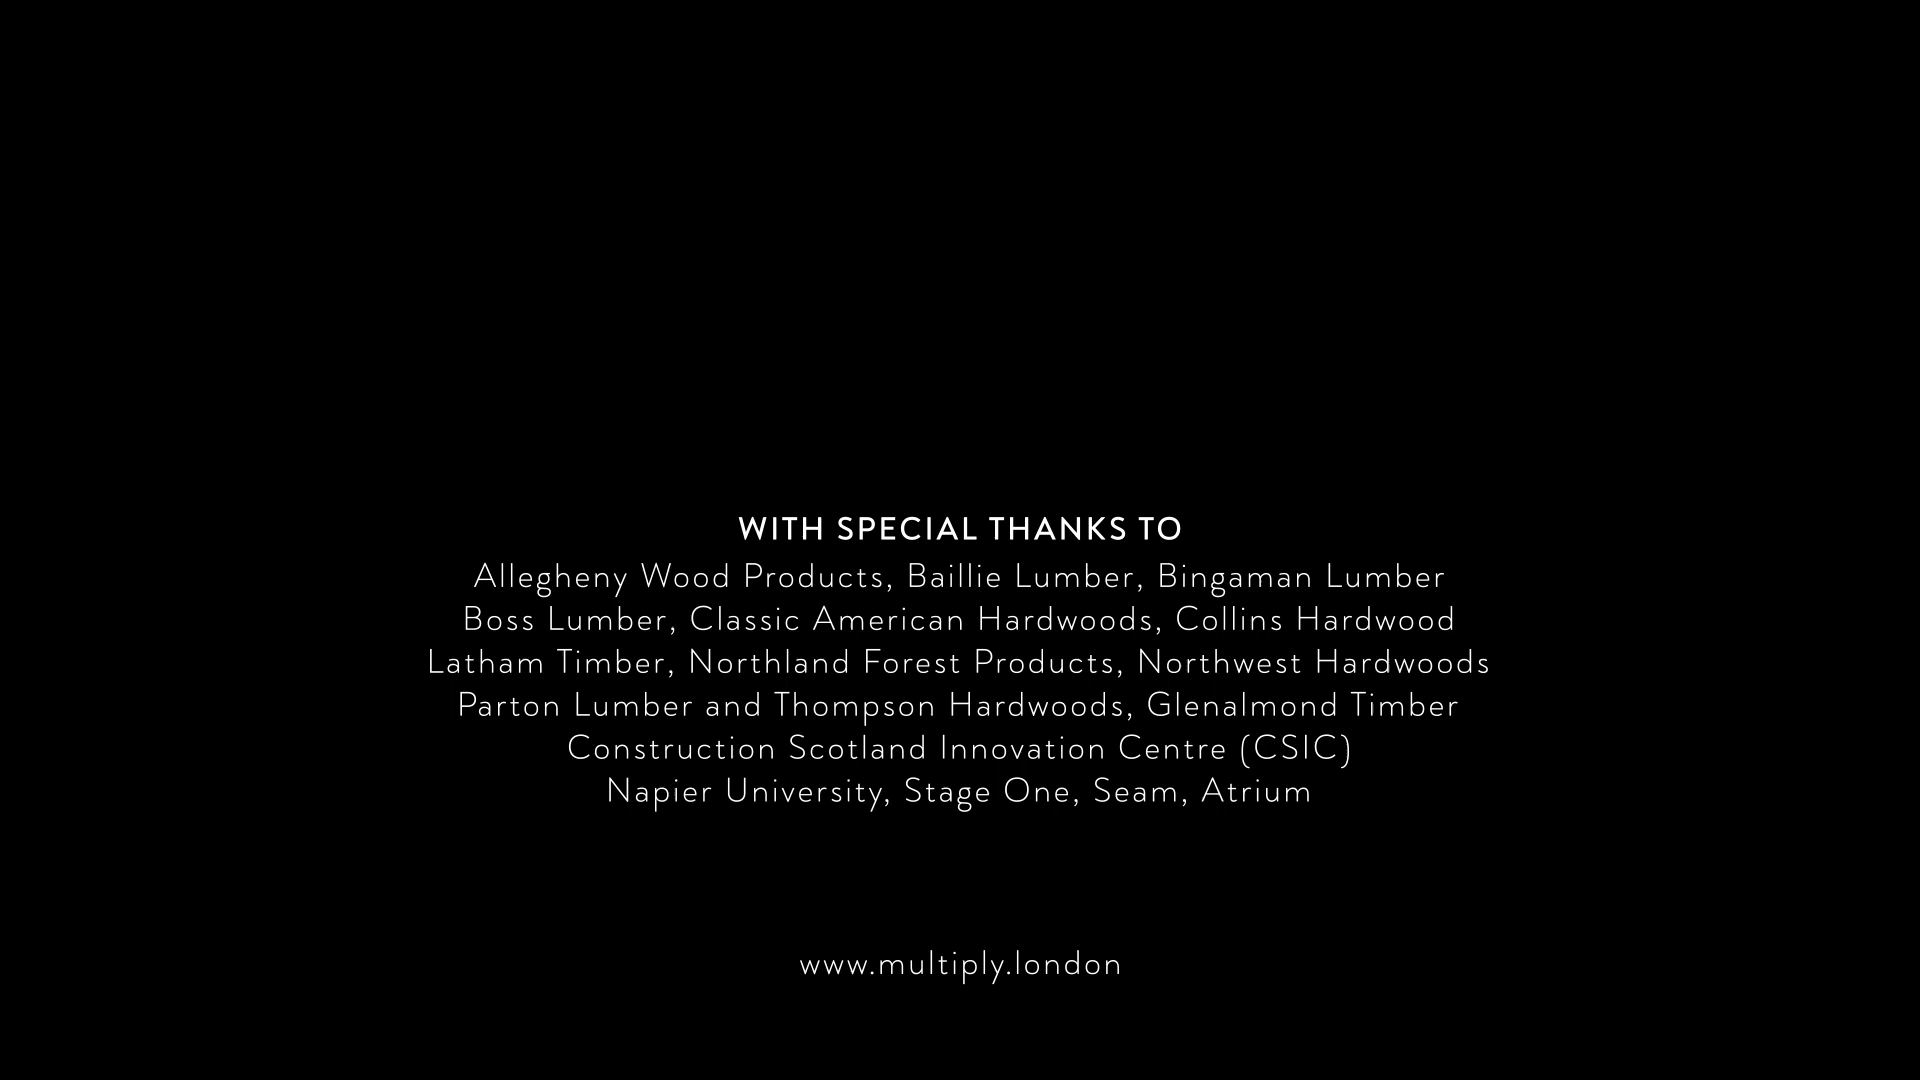 WITH SPECIAL THANKS TO
Allegheny Wood Products, Baillie Lumber, Bingaman Lumber
Boss Lumber, Classic American Hardwoods, Collins Hardwood
Latham Timber, Northland Forest Products, Northwest Hardwoods
Parton Lumber and Thompson Hardwoods, Glenalmond Timber
Construction Scotland Innovation Centre (CSIC)
Napier University, Stage One, Seam, Atrium
www.multiply.london